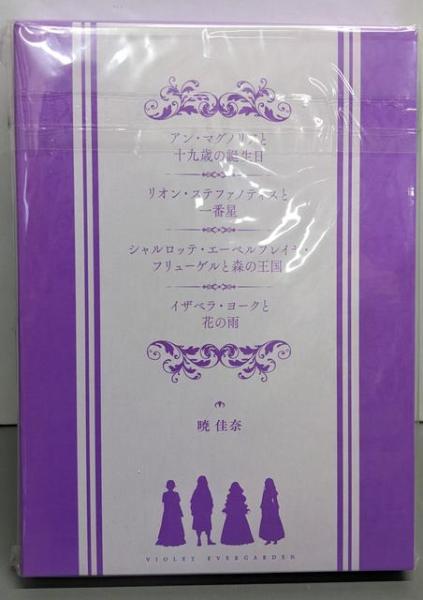 アン・マグノリアと
十九歳の誕生日
リオン・ステファノティスと
一番星
シャルロッテ・エーベルフレイヤ・
フリューゲルと森の王国
イザベラ・ヨークと
花の雨
暁 佳奈
VIOLET EVERGARDEN